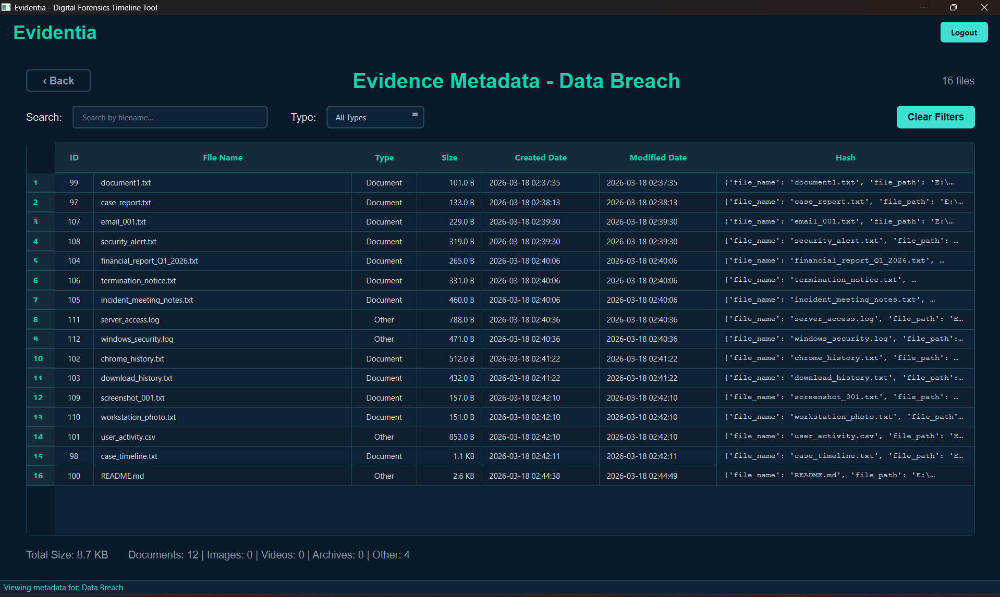 Evidentia - Digital Forensics Timeline Tool
Evidentia
Logout
‹ Back
Evidence Metadata - Data Breach
16 files
Search:
Search by filename...
Type:
All Types
Clear Filters
ID File Name Type Size Created Date Modified Date Hash
1 99 document1.txt Document 101.0 B 2026-03-18 02:37:35 2026-03-18 02:37:35 {'file_name': 'document1.txt', 'file_path': 'E:\…
2 97 case_report.txt Document 133.0 B 2026-03-18 02:38:13 2026-03-18 02:38:13 {'file_name': 'case_report.txt', 'file_path': 'E:\…
3 107 email_001.txt Document 229.0 B 2026-03-18 02:39:30 2026-03-18 02:39:30 {'file_name': 'email_001.txt', 'file_path': 'E:\…
4 108 security_alert.txt Document 319.0 B 2026-03-18 02:39:30 2026-03-18 02:39:30 {'file_name': 'security_alert.txt', 'file_path': …
5 104 financial_report_Q1_2026.txt Document 265.0 B 2026-03-18 02:40:06 2026-03-18 02:40:06 {'file_name': 'financial_report_Q1_2026.txt', …
6 106 termination_notice.txt Document 331.0 B 2026-03-18 02:40:06 2026-03-18 02:40:06 {'file_name': 'termination_notice.txt', …
7 105 incident_meeting_notes.txt Document 460.0 B 2026-03-18 02:40:06 2026-03-18 02:40:06 {'file_name': 'incident_meeting_notes.txt', …
8 111 server_access.log Other 788.0 B 2026-03-18 02:40:36 2026-03-18 02:40:36 {'file_name': 'server_access.log', 'file_path': 'E…
9 112 windows_security.log Other 471.0 B 2026-03-18 02:40:36 2026-03-18 02:40:36 {'file_name': 'windows_security.log', 'file_path':…
10 102 chrome_history.txt Document 512.0 B 2026-03-18 02:41:22 2026-03-18 02:41:22 {'file_name': 'chrome_history.txt', 'file_path': …
11 103 download_history.txt Document 432.0 B 2026-03-18 02:41:22 2026-03-18 02:41:22 {'file_name': 'download_history.txt', 'file_path':…
12 109 screenshot_001.txt Document 157.0 B 2026-03-18 02:42:10 2026-03-18 02:42:10 {'file_name': 'screenshot_001.txt', 'file_path': …
13 110 workstation_photo.txt Document 151.0 B 2026-03-18 02:42:10 2026-03-18 02:42:10 {'file_name': 'workstation_photo.txt', 'file_path'…
14 101 user_activity.csv Other 853.0 B 2026-03-18 02:42:10 2026-03-18 02:42:10 {'file_name': 'user_activity.csv', 'file_path': 'E…
15 98 case_timeline.txt Document 1.1 KB 2026-03-18 02:42:11 2026-03-18 02:42:11 {'file_name': 'case_timeline.txt', 'file_path': 'E…
16 100 README.md Other 2.6 KB 2026-03-18 02:44:38 2026-03-18 02:44:49 {'file_name': 'README.md', 'file_path': 'E:\…
Total Size: 8.7 KB Documents: 12 | Images: 0 | Videos: 0 | Archives: 0 | Other: 4
Viewing metadata for: Data Breach